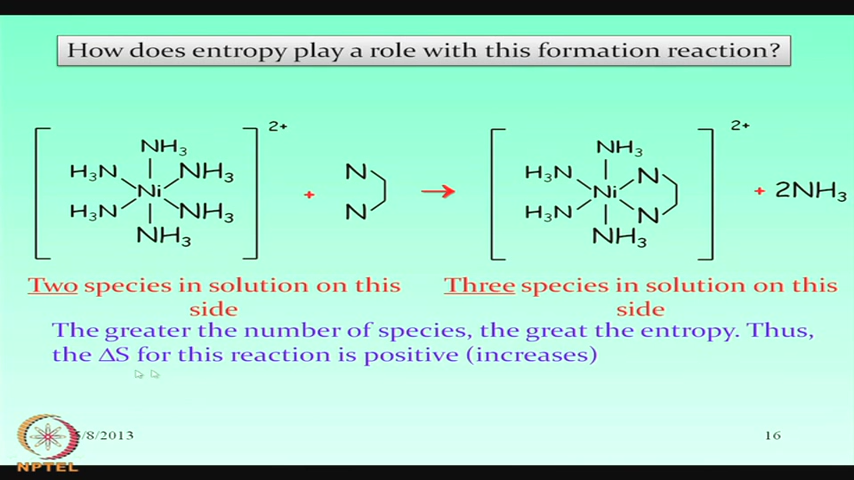 How does entropy play a role with this formation reaction?
2+ 2+
NH3 NH3
H3N NH3 N H3N N
Ni + → Ni + 2NH3
H3N NH3 N H3N N
NH3 NH3
Two species in solution on this Three species in solution on this
side side
The greater the number of species, the great the entropy. Thus,
the ΔS for this reaction is positive (increases)
/8/2013 16
NPTEL